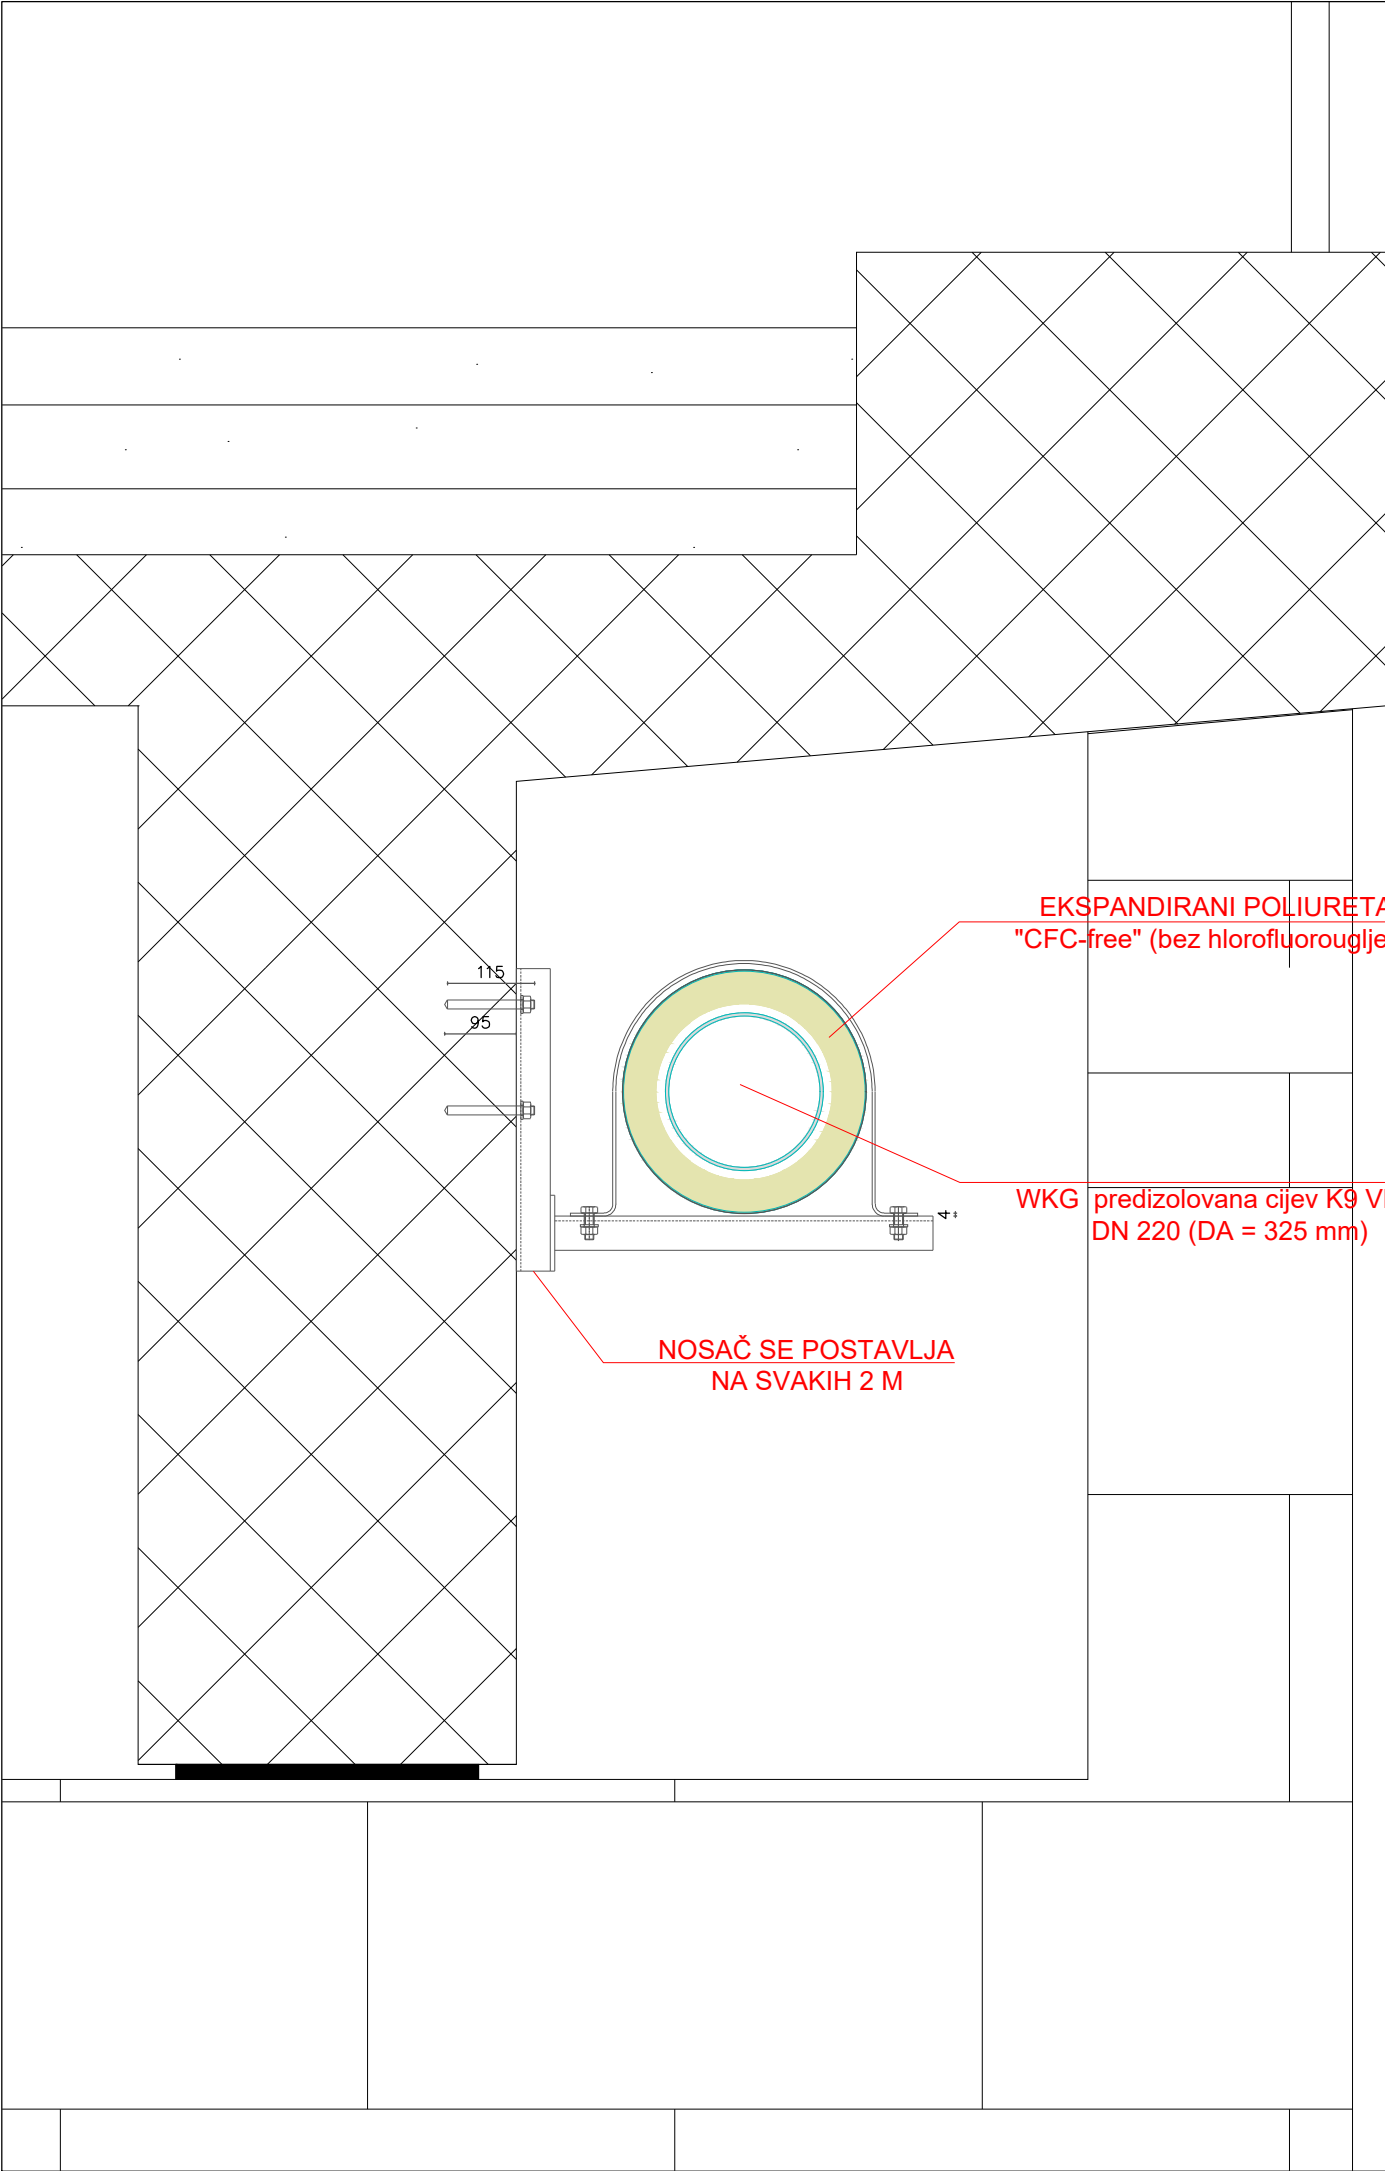 EKSPANDIRANI POLIURETA
"CFC-free" (bez hlorofluorouglje
115
95
WKG predizolovana cijev K9 V
DN 220 (DA = 325 mm)
4
NOSAČ SE POSTAVLJA
NA SVAKIH 2 M